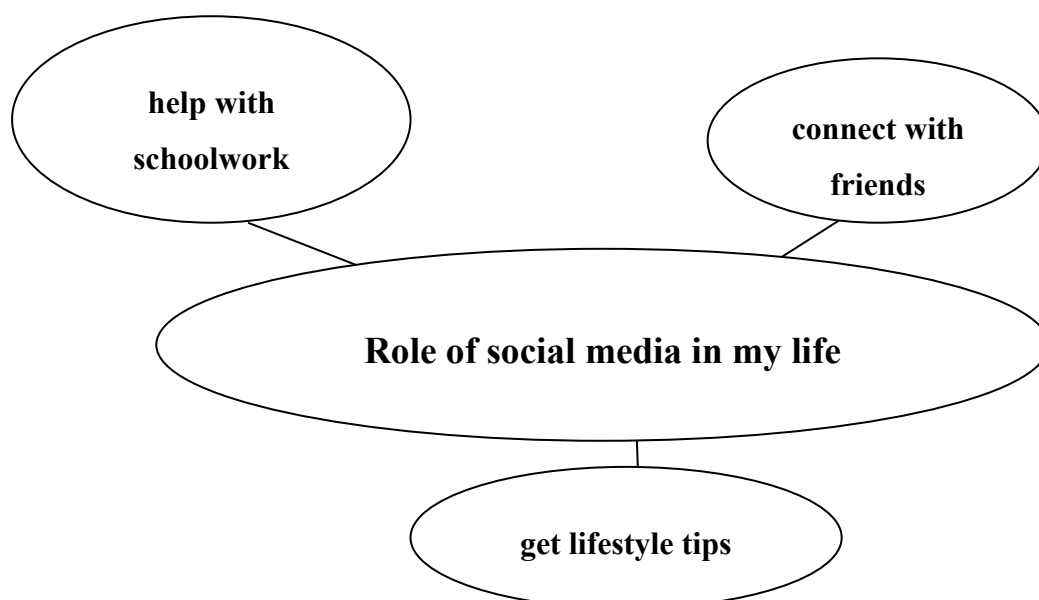 help with
schoolwork
connect with
friends
Role of social media in my life
get lifestyle tips